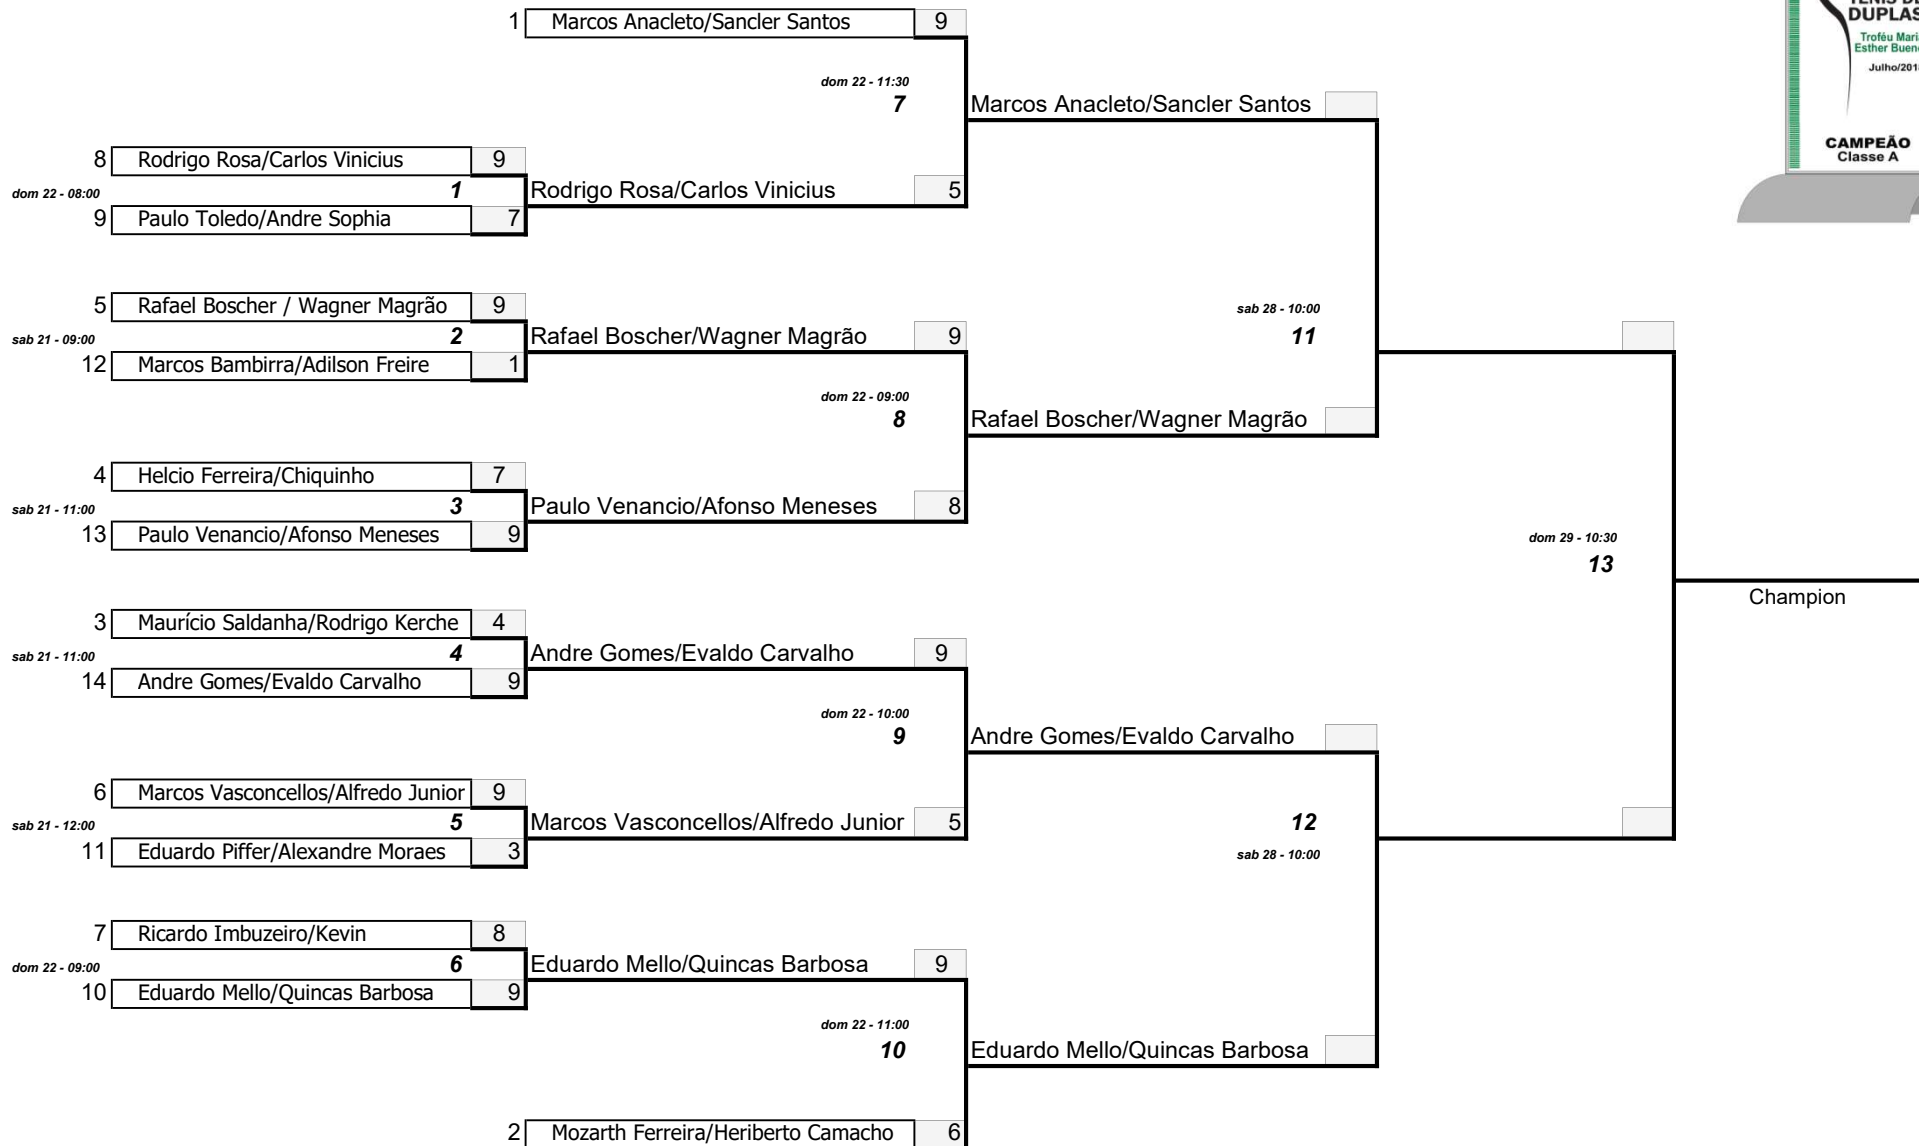 1 Marcos Anacleto/Sancler Santos 9
DUPLAS
Troféu Mari
Esther Buen
Julho/201
dom 22 - 11:30
7 Marcos Anacleto/Sancler Santos
CAMPEÃO
Classe A
8 Rodrigo Rosa/Carlos Vinicius 9
dom 22 - 08:00 1 Rodrigo Rosa/Carlos Vinicius 5
9 Paulo Toledo/Andre Sophia 7
5 Rafael Boscher / Wagner Magrão 9
sab 28 - 10:00
sab 21 - 09:00 2 Rafael Boscher/Wagner Magrão 9 11
12 Marcos Bambirra/Adilson Freire 1
dom 22 - 09:00
8 Rafael Boscher/Wagner Magrão
4 Helcio Ferreira/Chiquinho 7
sab 21 - 11:00 3 Paulo Venancio/Afonso Meneses 8
13 Paulo Venancio/Afonso Meneses 9
dom 29 - 10:30
13
Champion
3 Maurício Saldanha/Rodrigo Kerche 4
sab 21 - 11:00 4 Andre Gomes/Evaldo Carvalho 9
14 Andre Gomes/Evaldo Carvalho 9
dom 22 - 10:00
9 Andre Gomes/Evaldo Carvalho
6 Marcos Vasconcellos/Alfredo Junior 9
sab 21 - 12:00 5 Marcos Vasconcellos/Alfredo Junior 5 12
11 Eduardo Piffer/Alexandre Moraes 3
sab 28 - 10:00
7 Ricardo Imbuzeiro/Kevin 8
dom 22 - 09:00 6 Eduardo Mello/Quincas Barbosa 9
10 Eduardo Mello/Quincas Barbosa 9
dom 22 - 11:00
10 Eduardo Mello/Quincas Barbosa
2 Mozarth Ferreira/Heriberto Camacho 6